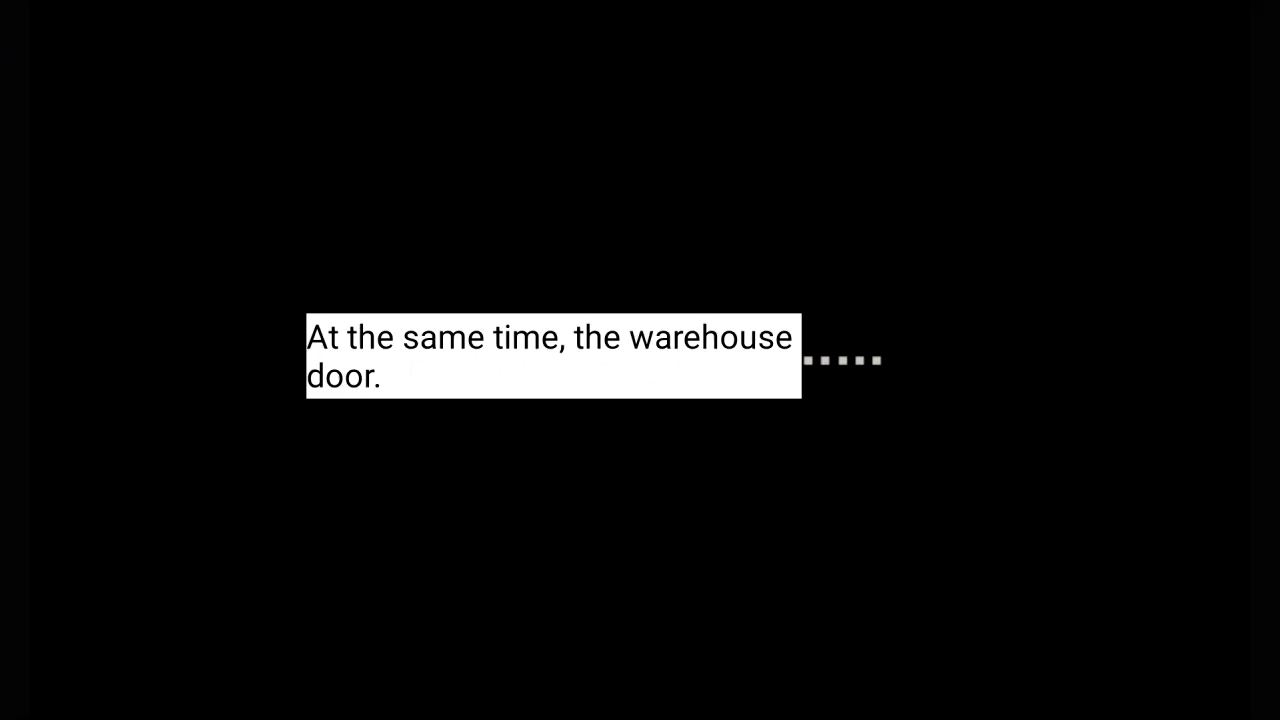 At the same time, the warehouse
door.
.....